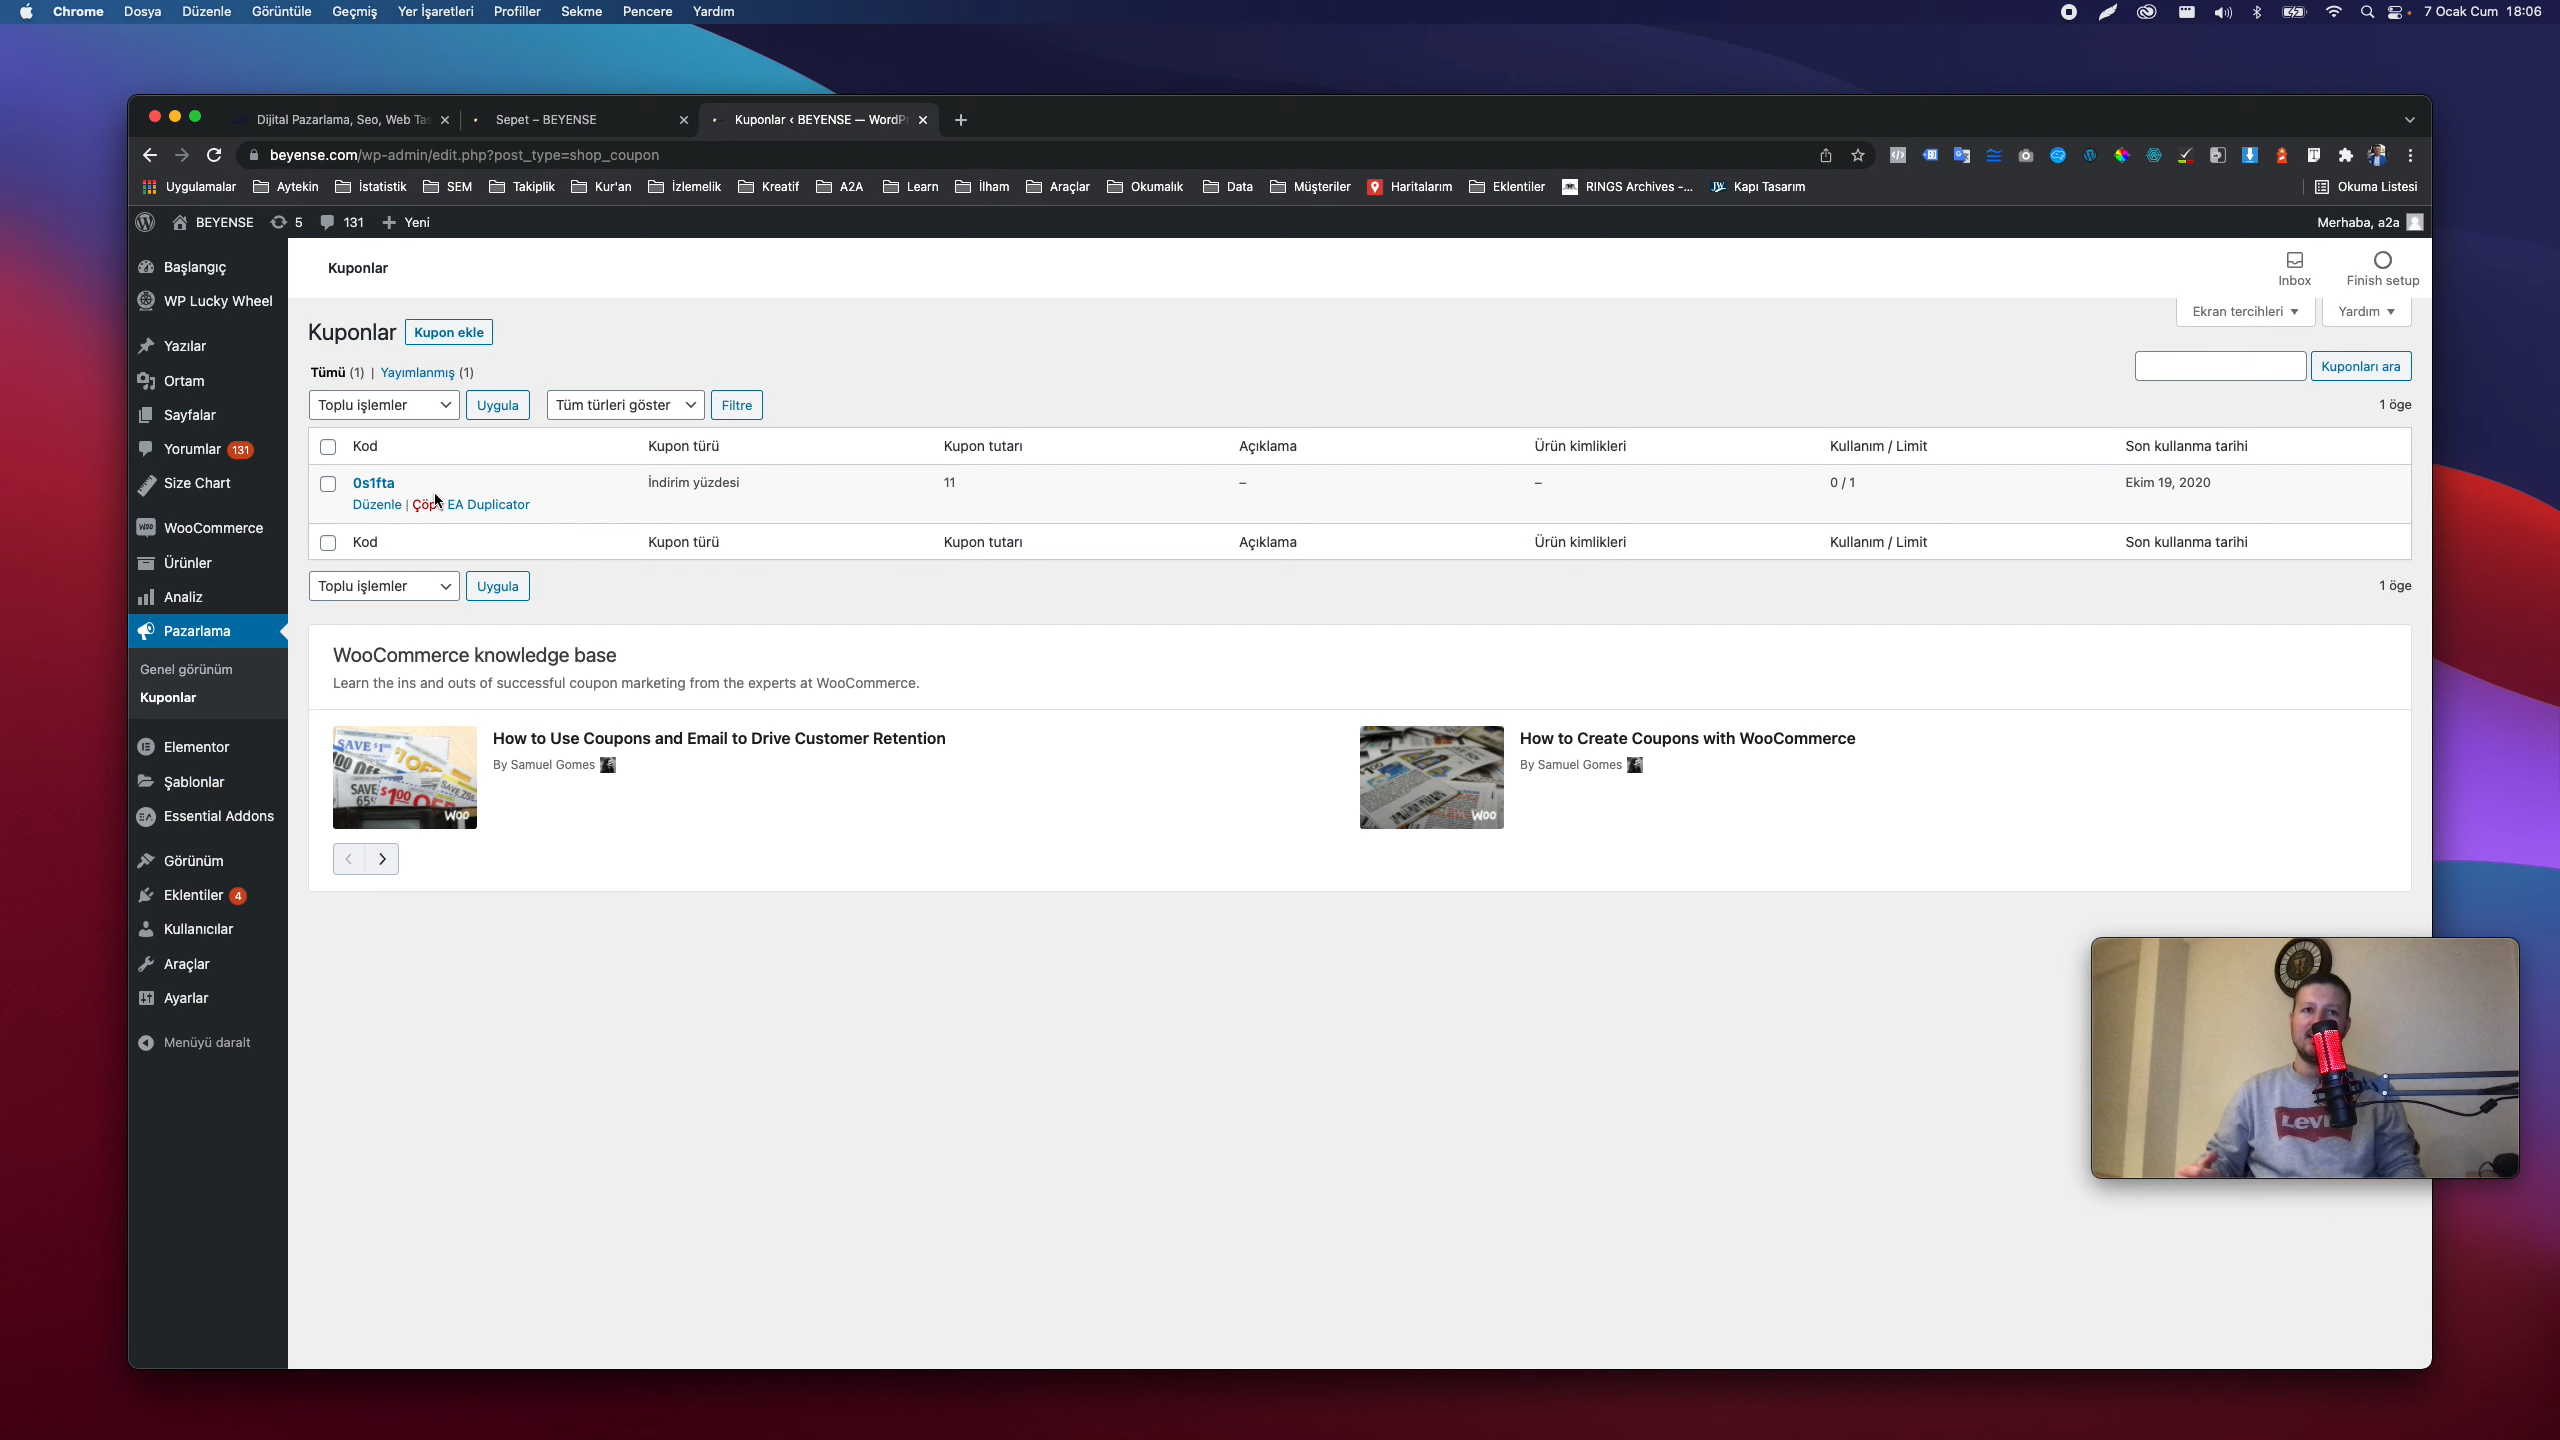 Chrome Dosya Düzenle Görüntüle Geçmiş Yer İşaretleri Profiller Sekme Pencere Yardım
7 Ocak Cum 18:06
Dijital Pazarlama, Seo, Web Tas
Sepet – BEYENSE
Kuponlar ‹ BEYENSE — WordPr
beyense.com/wp-admin/edit.php?post_type=shop_coupon
Uygulamalar Aytekin İstatistik SEM Takiplik Kur'an İzlemelik Kreatif A2A Learn İlham Araçlar Okumalık Data Müşteriler Haritalarım Eklentiler RINGS Archives -... Kapı Tasarım Okuma Listesi
BEYENSE 5 131 Yeni
Merhaba, a2a
Başlangıç
WP Lucky Wheel
Yazılar
Ortam
Sayfalar
Yorumlar 131
Size Chart
WooCommerce
Ürünler
Analiz
Pazarlama
Genel görünüm
Kuponlar
Elementor
Şablonlar
Essential Addons
Görünüm
Eklentiler 4
Kullanıcılar
Araçlar
Ayarlar
Menüyü daralt
Kuponlar
Inbox
Finish setup
Ekran tercihleri
Yardım
Kuponlar Kupon ekle
Tümü (1) | Yayımlanmış (1)
Kuponları ara
Toplu işlemler Uygula Tüm türleri göster Filtre
1 öge
Kod Kupon türü Kupon tutarı Açıklama Ürün kimlikleri Kullanım / Limit Son kullanma tarihi
0s1fta İndirim yüzdesi 11 – – 0 / 1 Ekim 19, 2020
Düzenle | Çöp EA Duplicator
Kod Kupon türü Kupon tutarı Açıklama Ürün kimlikleri Kullanım / Limit Son kullanma tarihi
Toplu işlemler Uygula
1 öge
WooCommerce knowledge base
Learn the ins and outs of successful coupon marketing from the experts at WooCommerce.
SAVE $1⁰⁰
SAVE
65¢
$1⁰⁰
WOO
How to Use Coupons and Email to Drive Customer Retention
By Samuel Gomes
WOO
How to Create Coupons with WooCommerce
By Samuel Gomes
Levi